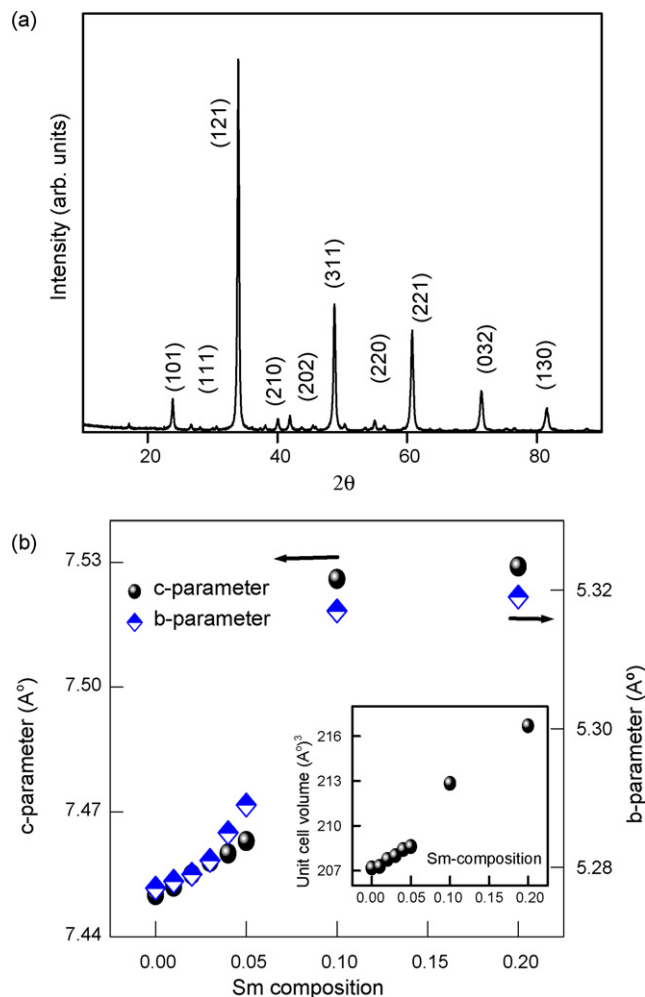 (a)
Intensity (arb. units)
(101)
(111)
(121)
(210)
(202)
(311)
(220)
(221)
(032)
(130)
20 40 60 80
2θ
(b)
c-parameter (A°)
7.53
7.50
7.47
7.44
c-parameter
b-parameter
b-parameter (A°)
5.32
5.30
5.28
Unit cell volume (A°)³
216
213
210
207
Sm-composition
0.00 0.05 0.10 0.15 0.20
0.00 0.05 0.10 0.15 0.20
Sm composition